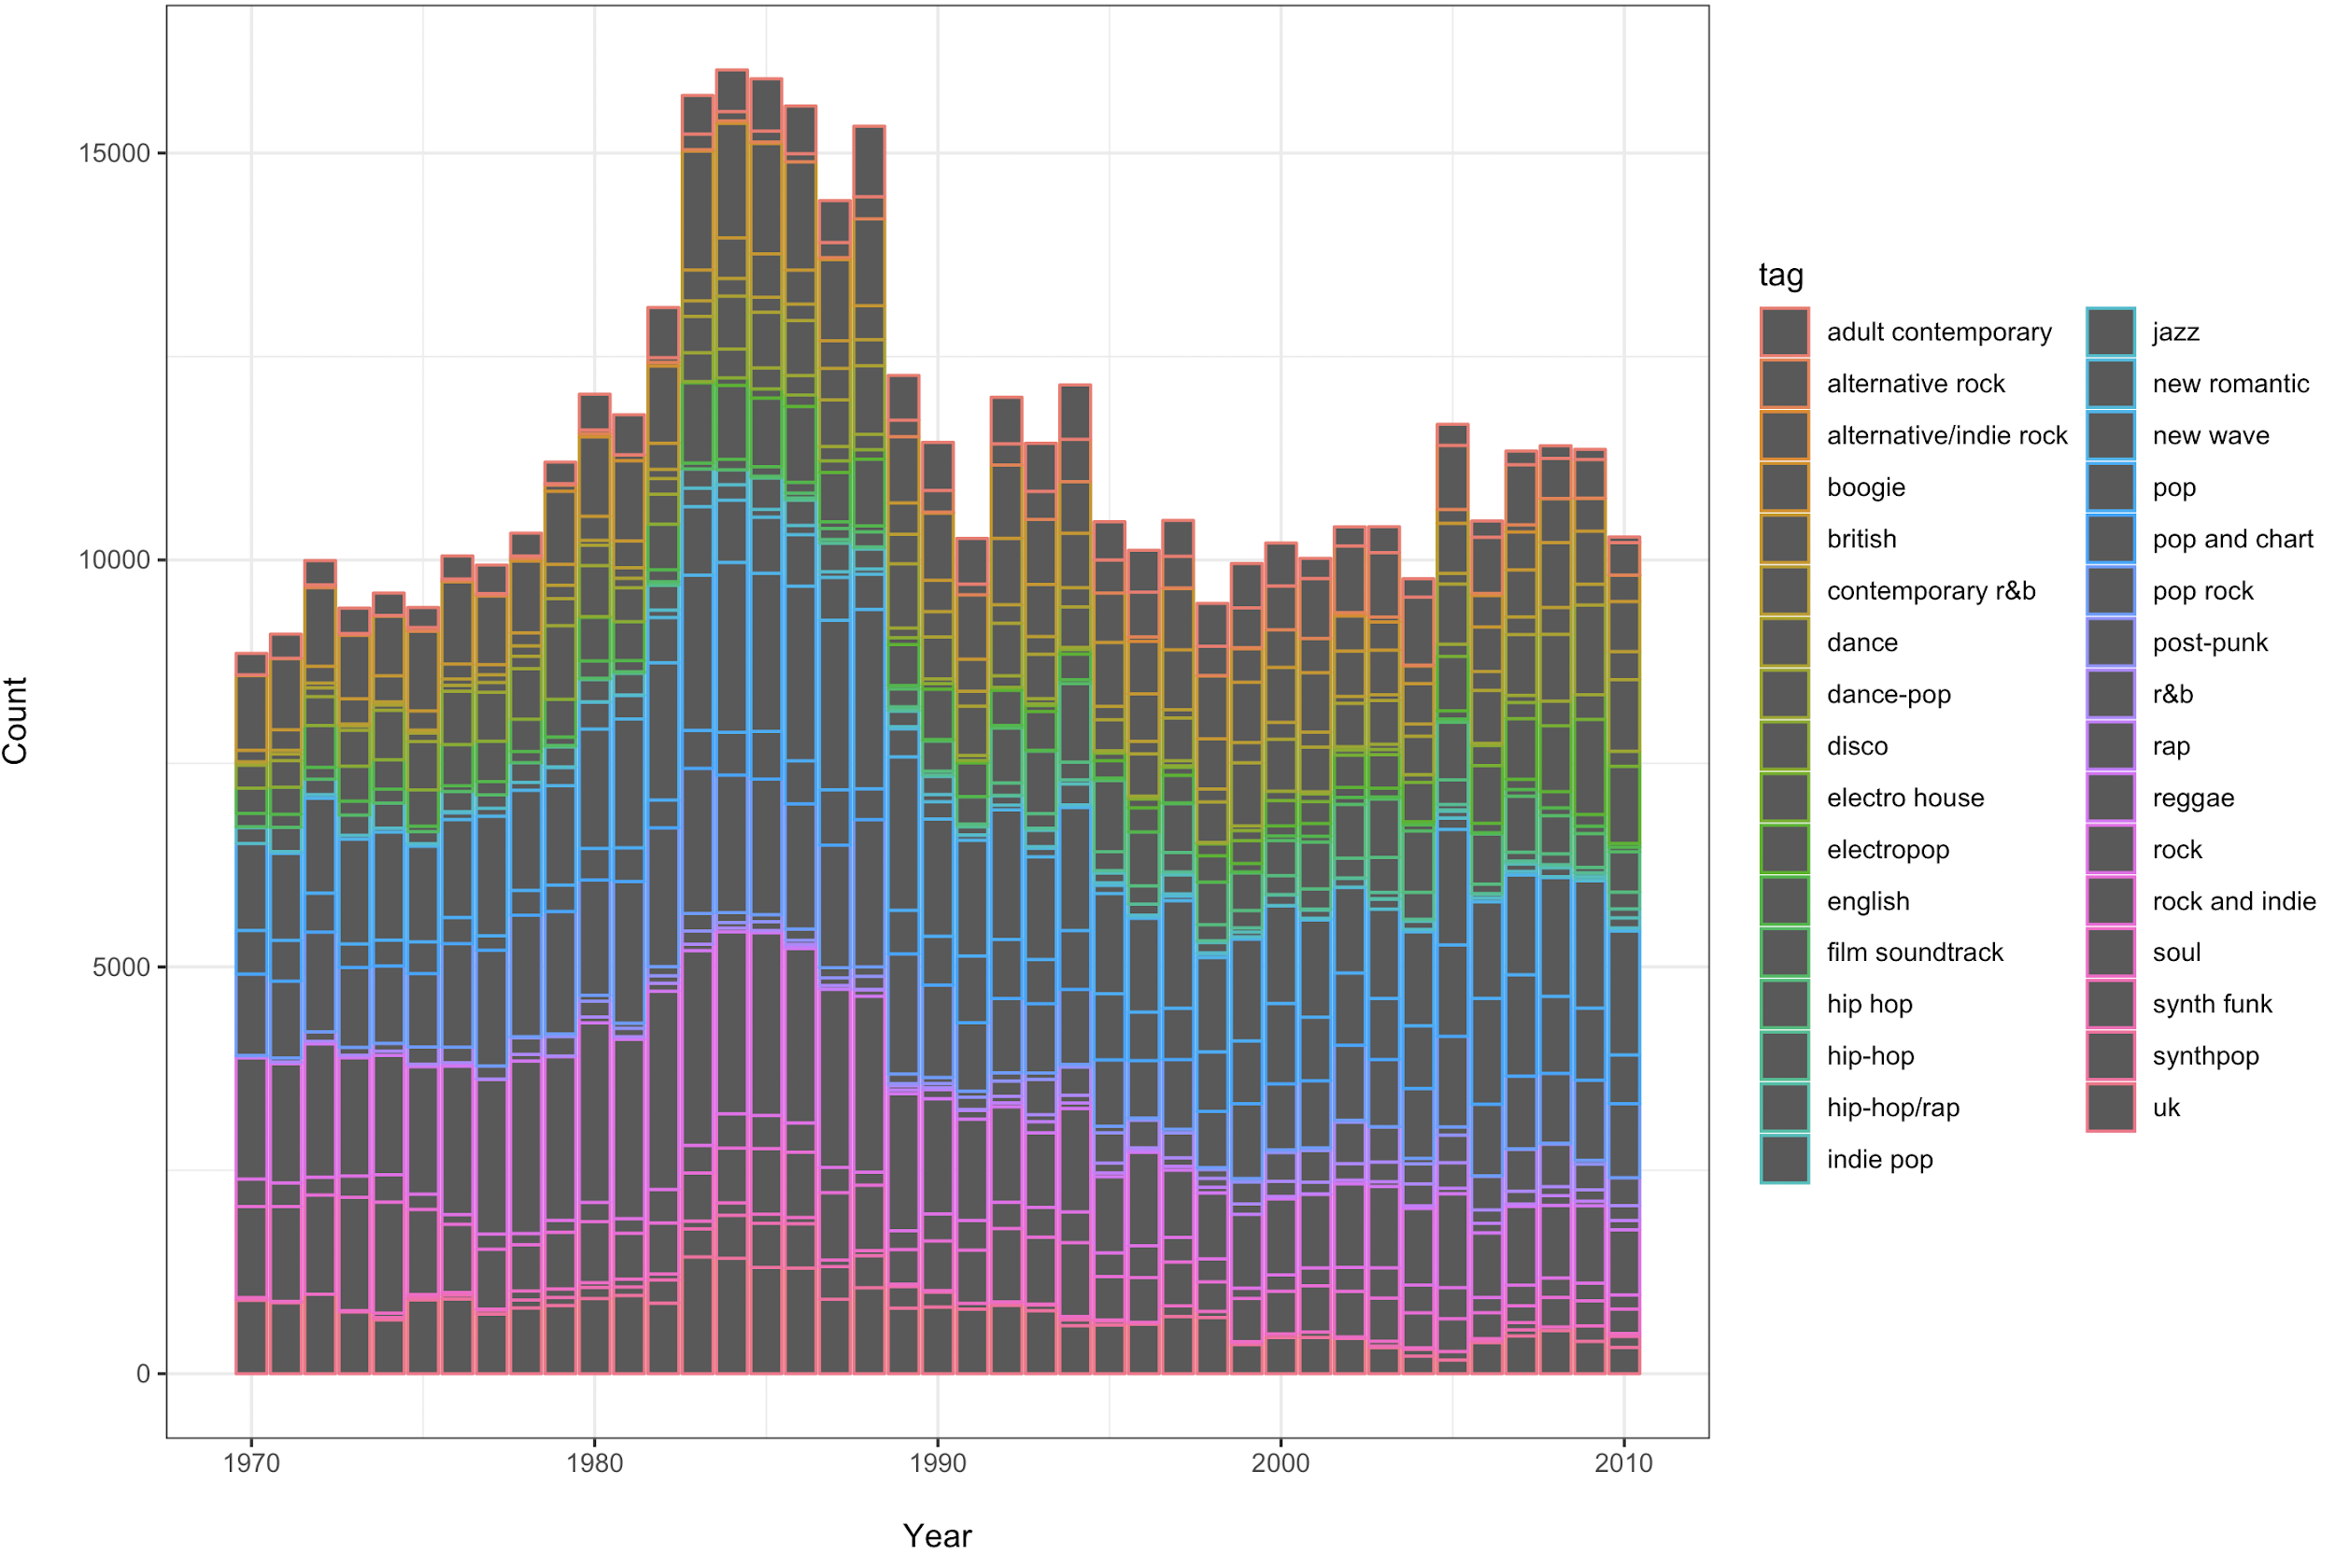 Count
15000
10000
5000
0
1970
1980
1990
2000
2010
Year
tag
adult contemporary
alternative rock
alternative/indie rock
boogie
british
contemporary r&b
dance
dance-pop
disco
electro house
electropop
english
film soundtrack
hip hop
hip-hop
hip-hop/rap
indie pop
jazz
new romantic
new wave
pop
pop and chart
pop rock
post-punk
r&b
rap
reggae
rock
rock and indie
soul
synth funk
synthpop
uk